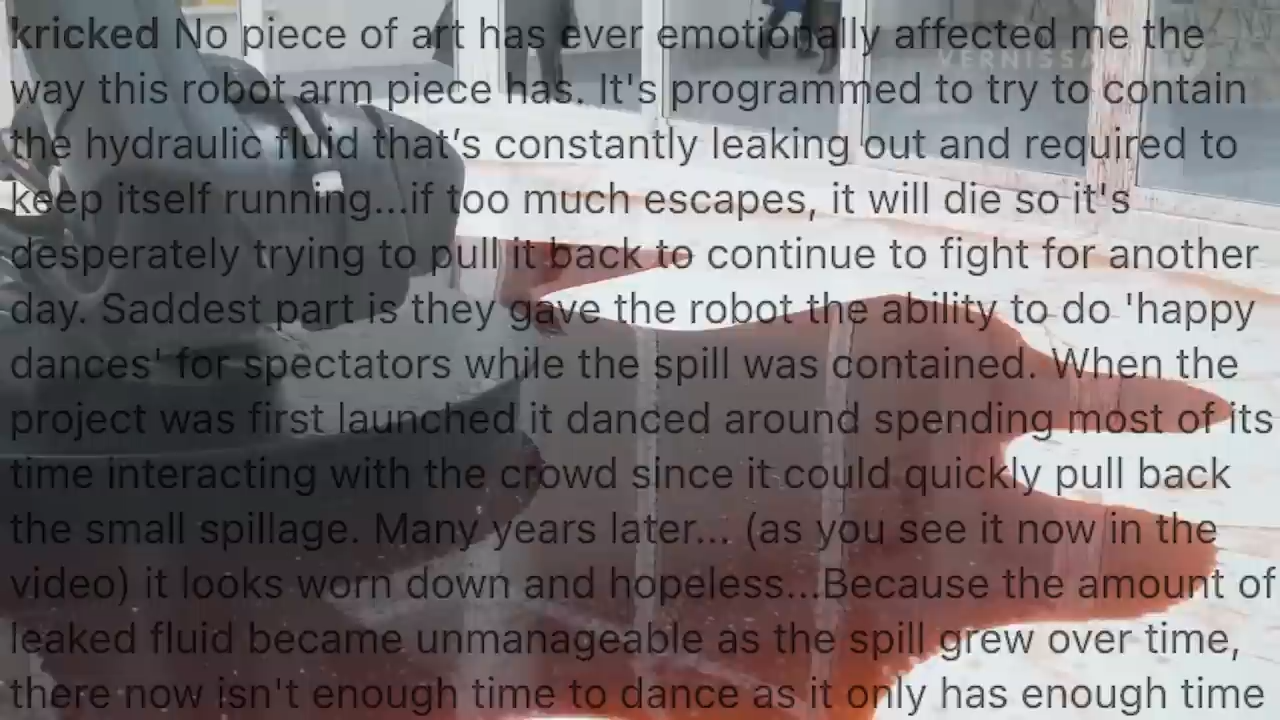 kricked No piece of art has ever emotionally affected me the
way this robot arm piece has. It's programmed to try to contain
the hydraulic fluid that’s constantly leaking out and required to
keep itself running...if too much escapes, it will die so it's
desperately trying to pull it back to continue to fight for another
day. Saddest part is they gave the robot the ability to do 'happy
dances' for spectators while the spill was contained. When the
project was first launched it danced around spending most of its
time interacting with the crowd since it could quickly pull back
the small spillage. Many years later... (as you see it now in the
video) it looks worn down and hopeless...Because the amount of
leaked fluid became unmanageable as the spill grew over time,
there now isn't enough time to dance as it only has enough time